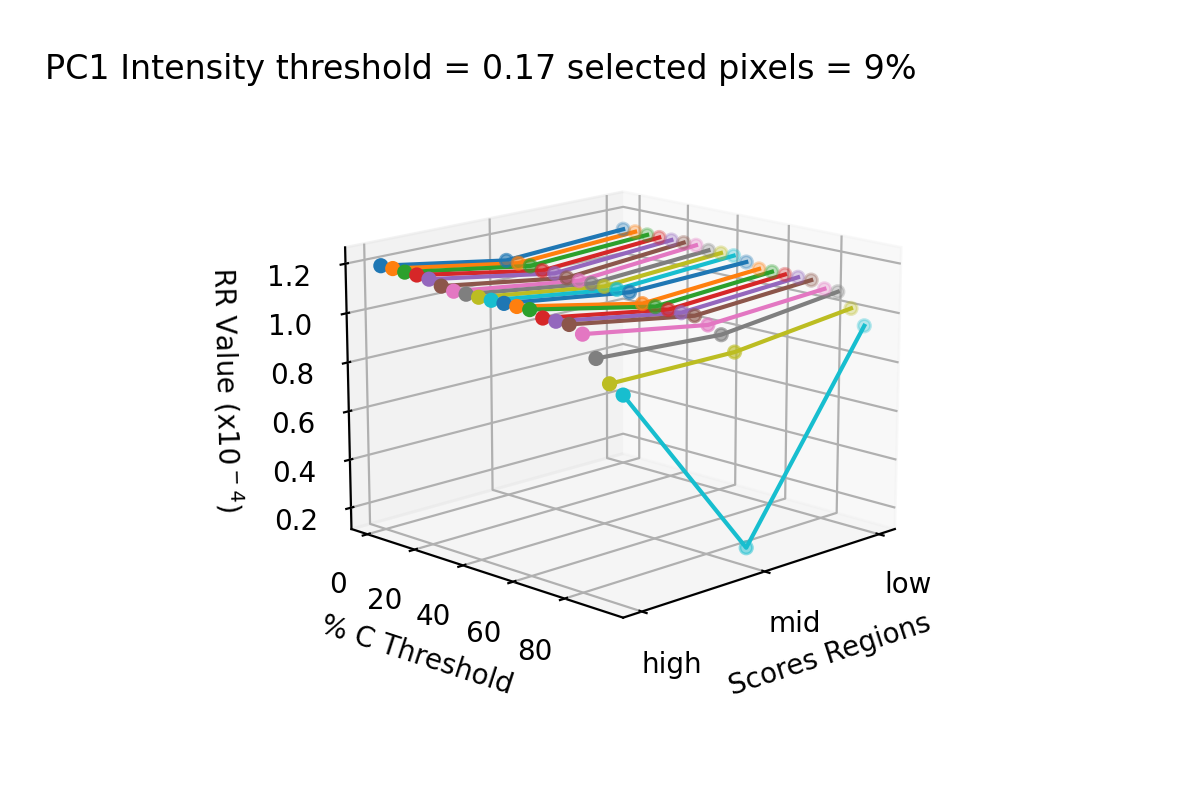 PC1 Intensity threshold = 0.17 selected pixels = 9%
RR Value (x10⁻⁴)
1.2
1.0
0.8
0.6
0.4
0.2
0
20
40
60
80
% C Threshold
high
mid
low
Scores Regions